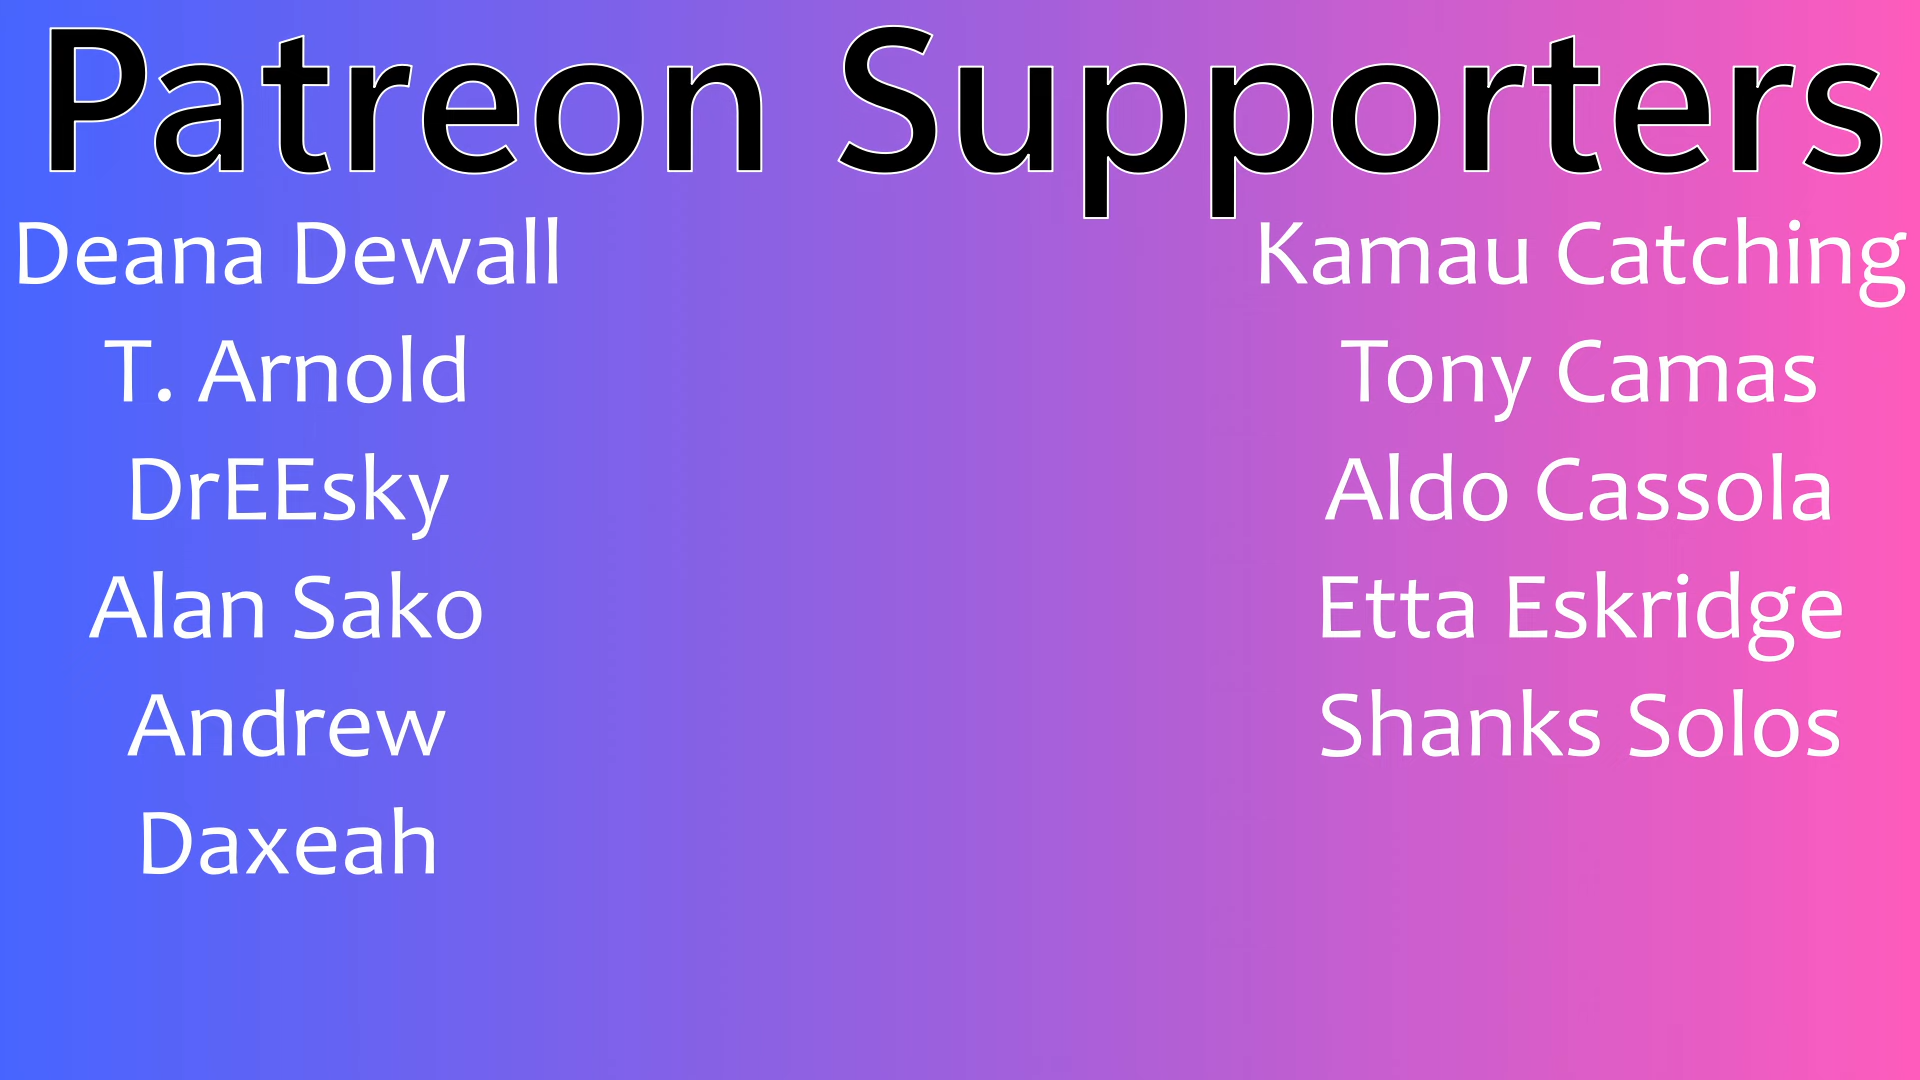 Patreon Supporters
Deana Dewall
T. Arnold
DrEEsky
Alan Sako
Andrew
Daxeah
Kamau Catching
Tony Camas
Aldo Cassola
Etta Eskridge
Shanks Solos